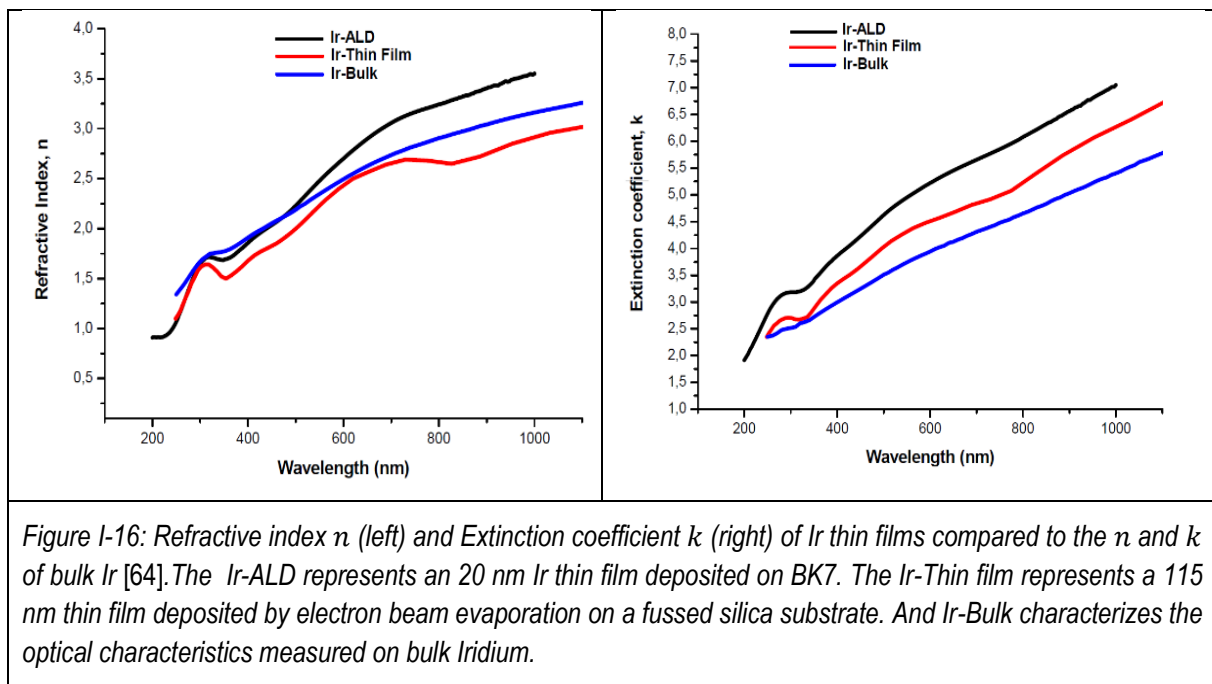 4,0
3,5
3,0
2,5
2,0
1,5
1,0
0,5
Refractive Index, n
Ir-ALD
Ir-Thin Film
Ir-Bulk
200 400 600 800 1000
Wavelength (nm)
8,0
7,5
7,0
6,5
6,0
5,5
5,0
4,5
4,0
3,5
3,0
2,5
2,0
1,5
1,0
Extinction coefficient, k
Ir-ALD
Ir-Thin Film
Ir-Bulk
200 400 600 800 1000
Wavelength (nm)
Figure I-16: Refractive index n (left) and Extinction coefficient k (right) of Ir thin films compared to the n and k
of bulk Ir [64].The Ir-ALD represents an 20 nm Ir thin film deposited on BK7. The Ir-Thin film represents a 115
nm thin film deposited by electron beam evaporation on a fussed silica substrate. And Ir-Bulk characterizes the
optical characteristics measured on bulk Iridium.